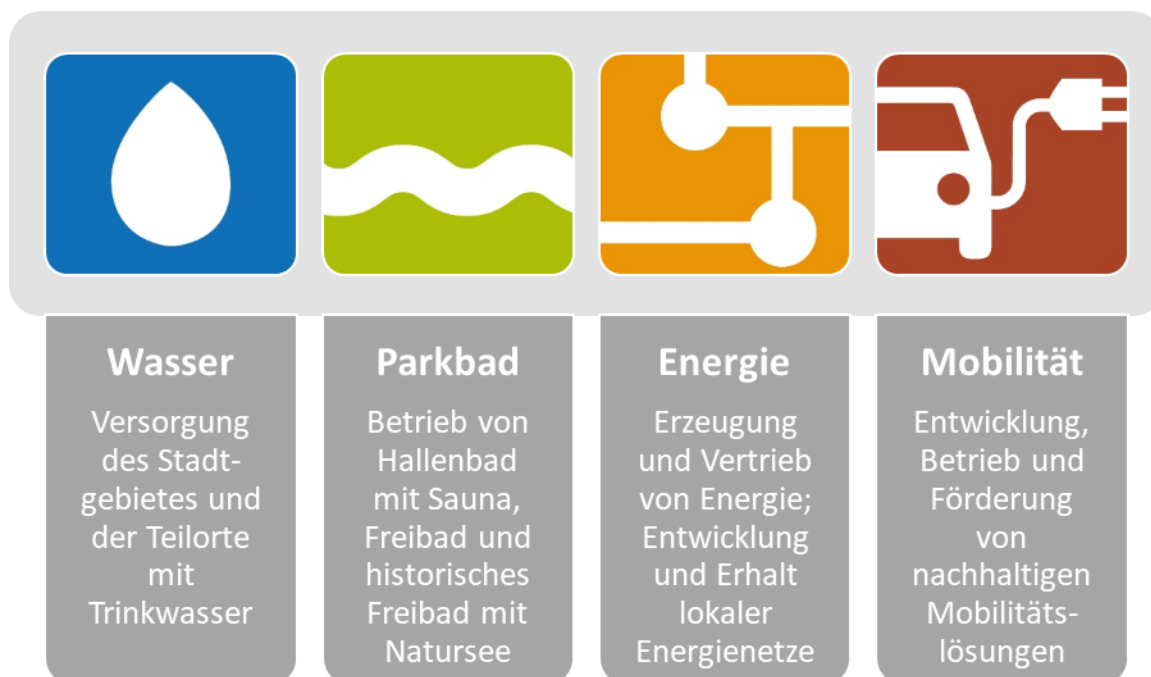 Wasser
Versorgung
des Stadt-
gebietes und
der Teilorte
mit
Trinkwasser
Parkbad
Betrieb von
Hallenbad
mit Sauna,
Freibad und
historisches
Freibad mit
Natursee
Energie
Erzeugung
und Vertrieb
von Energie;
Entwicklung
und Erhalt
lokaler
Energienetze
Mobilität
Entwicklung,
Betrieb und
Förderung
von
nachhaltigen
Mobilitäts-
lösungen